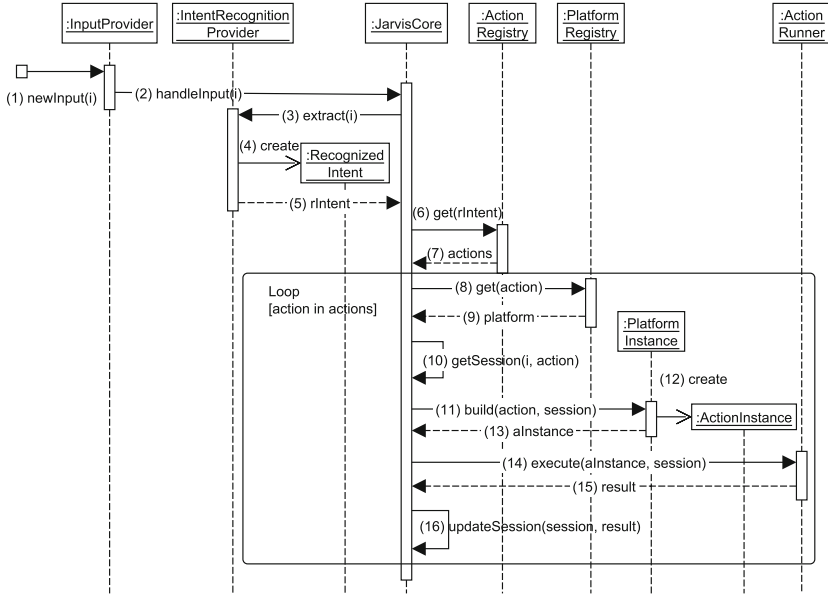 :InputProvider
:IntentRecognition
Provider
:JarvisCore
:Action
Registry
:Platform
Registry
:Action
Runner
(1) newInput(i)
(2) handleInput(i)
(3) extract(i)
(4) create
:Recognized
Intent
(5) rIntent
(6) get(rIntent)
(7) actions
Loop
[action in actions]
(8) get(action)
(9) platform
:Platform
Instance
(10) getSession(i, action)
(12) create
(11) build(action, session)
:ActionInstance
(13) aInstance
(14) execute(aInstance, session)
(15) result
(16) updateSession(session, result)